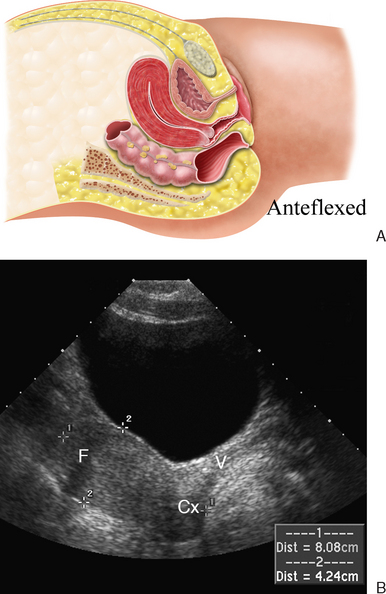 Anteflexed
A
1
2
F
V
2
Cx
1
----1----
Dist = 8.08cm
----2----
Dist = 4.24cm
B